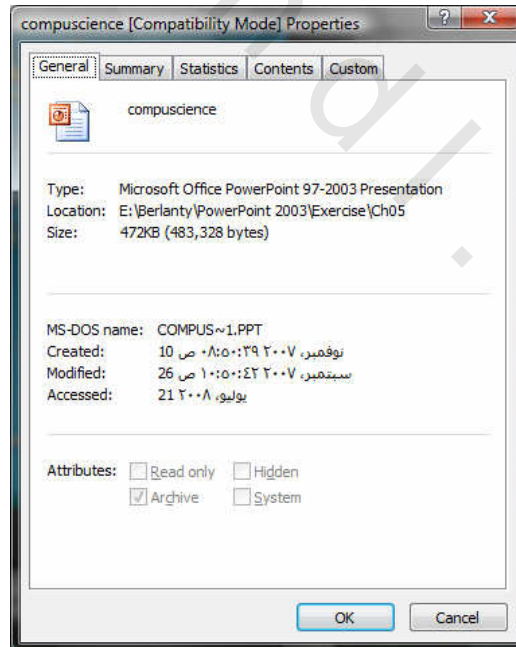 compuscience [Compatibility Mode] Properties
General Summary Statistics Contents Custom
compuscience
Type: Microsoft Office PowerPoint 97-2003 Presentation
Location: E:\Berlanty\PowerPoint 2003\Exercise\Ch05
Size: 472KB (483,328 bytes)
MS-DOS name: COMPUS~1.PPT
Created: 10 نوفمبر، ٢٠٠٧ ٠٨:٥٠:٣٩ ص
Modified: 26 سبتمبر، ٢٠٠٧ ١٠:٥٠:٤٢ ص
Accessed: 21 يوليو، ٢٠٠٨
Attributes: Read only Hidden
Archive System
OK Cancel